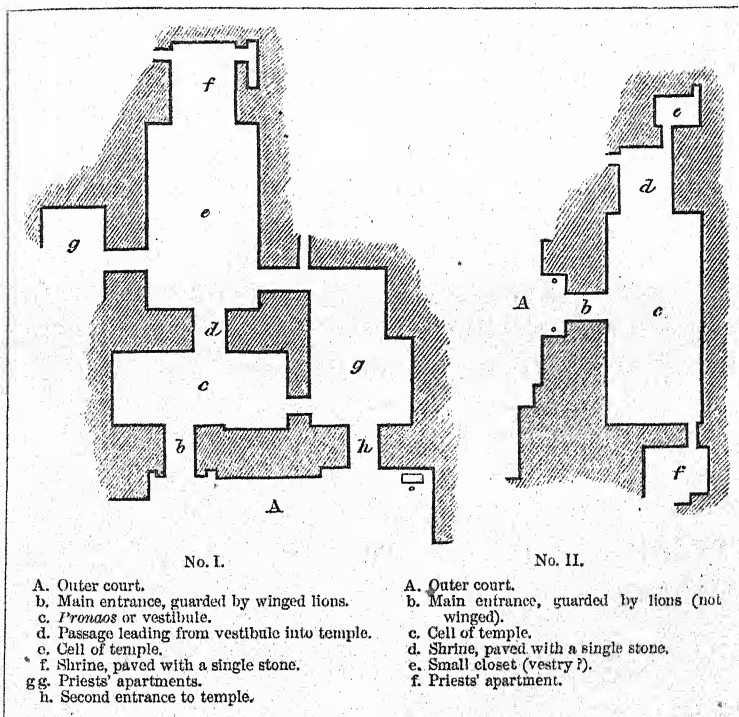 f
e
g
d
c
g
b
h
A
e
d
A
b
c
f
No. I.
A. Outer court.
b. Main entrance, guarded by winged lions.
c. Pronaos or vestibule.
d. Passage leading from vestibule into temple.
e. Cell of temple.
f. Shrine, paved with a single stone.
g g. Priests' apartments.
h. Second entrance to temple.
No. II.
A. Outer court.
b. Main entrance, guarded by lions (not
winged).
c. Cell of temple.
d. Shrine, paved with a single stone.
e. Small closet (vestry?).
f. Priests' apartment.